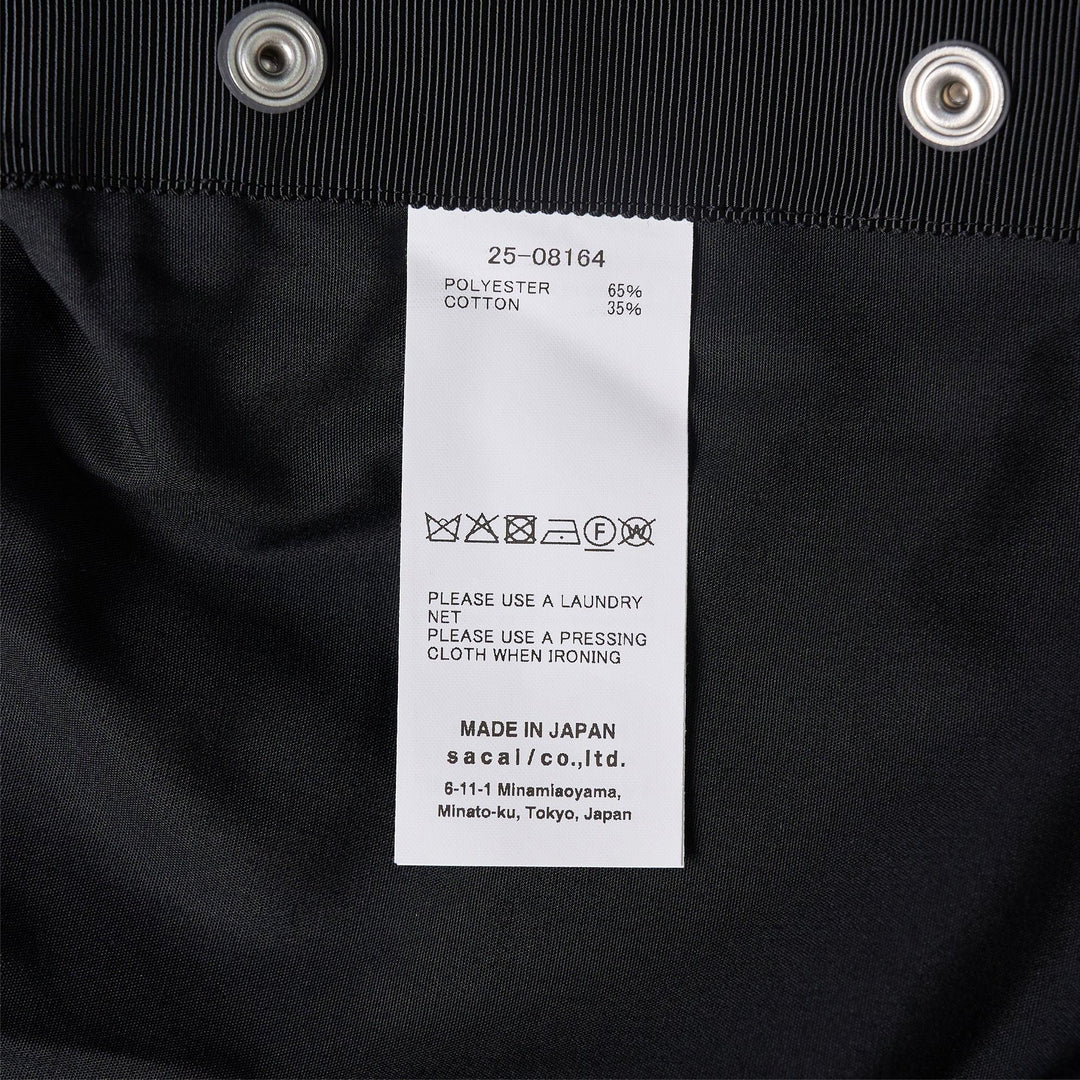 25-08164
POLYESTER 65%
COTTON 35%
F W
PLEASE USE A LAUNDRY
NET
PLEASE USE A PRESSING
CLOTH WHEN IRONING
MADE IN JAPAN
sacai/co.,ltd.
6-11-1 Minamiaoyama,
Minato-ku, Tokyo, Japan